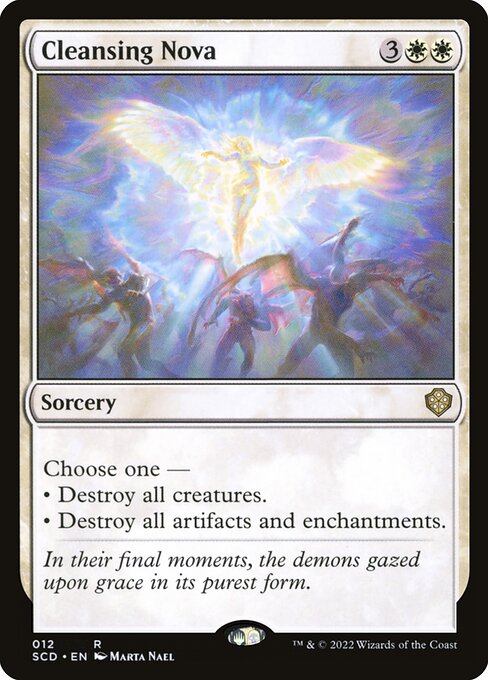 Cleansing Nova 3
Sorcery
Choose one —
• Destroy all creatures.
• Destroy all artifacts and enchantments.
In their final moments, the demons gazed
upon grace in its purest form.
012 R
SCD • EN Marta Nael
™ & © 2022 Wizards of the Coast